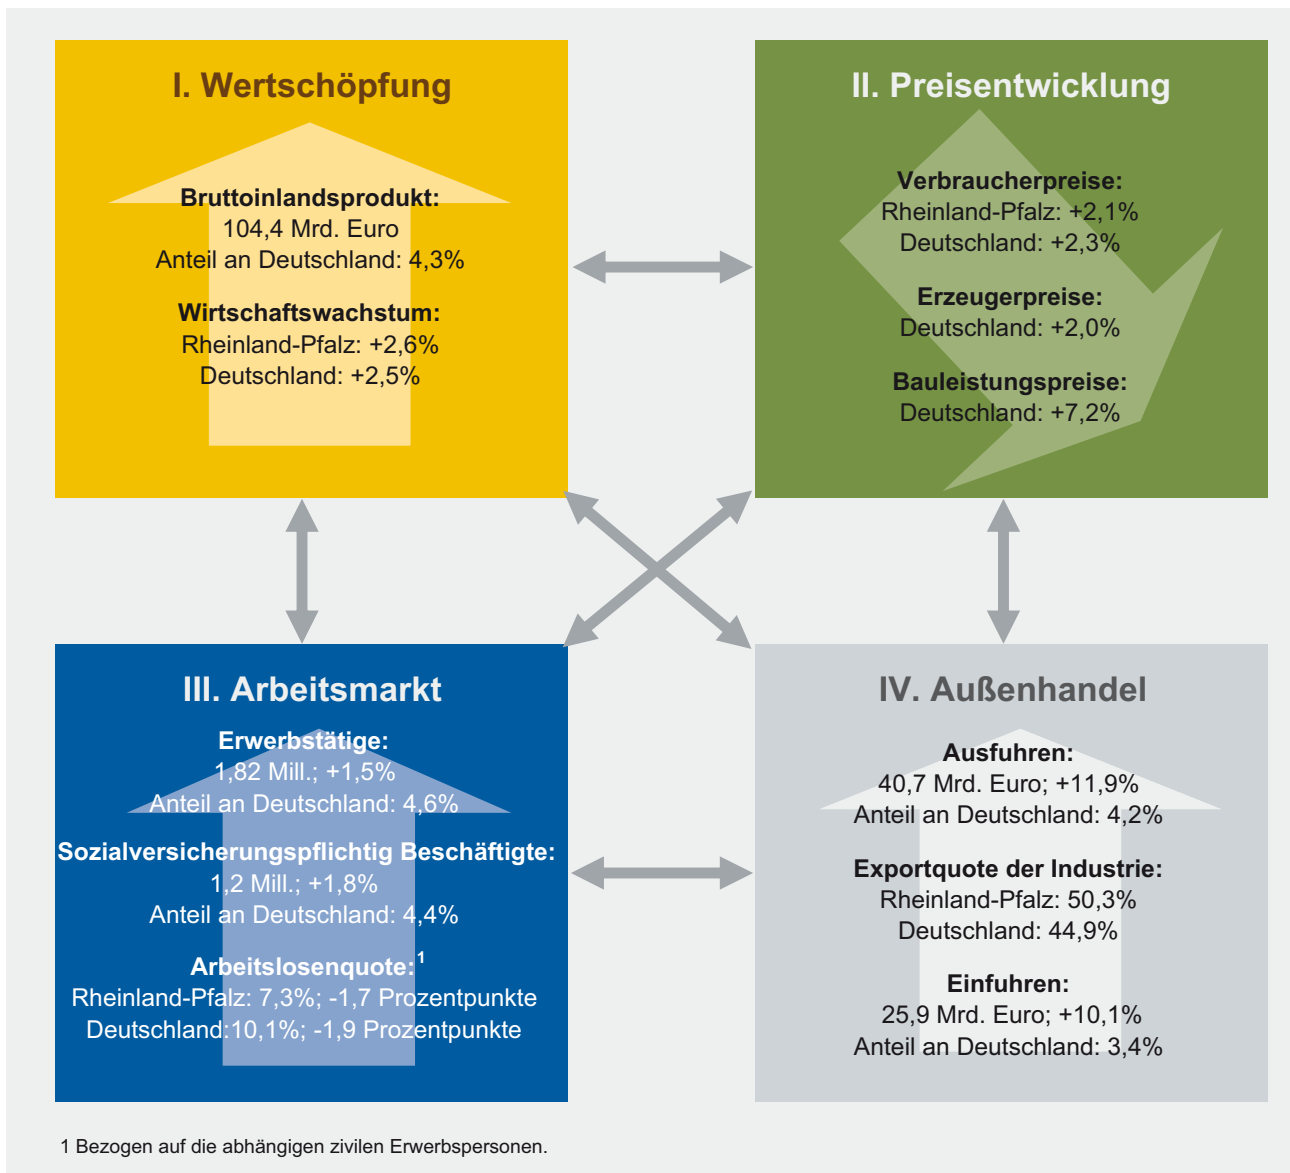 I. Wertschöpfung
Bruttoinlandsprodukt:
104,4 Mrd. Euro
Anteil an Deutschland: 4,3%
Wirtschaftswachstum:
Rheinland-Pfalz: +2,6%
Deutschland: +2,5%
II. Preisentwicklung
Verbraucherpreise:
Rheinland-Pfalz: +2,1%
Deutschland: +2,3%
Erzeugerpreise:
Deutschland: +2,0%
Bauleistungspreise:
Deutschland: +7,2%
III. Arbeitsmarkt
Erwerbstätige:
1,82 Mill.; +1,5%
Anteil an Deutschland: 4,6%
Sozialversicherungspflichtig Beschäftigte:
1,2 Mill.; +1,8%
Anteil an Deutschland: 4,4%
Arbeitslosenquote:1
Rheinland-Pfalz: 7,3%; -1,7 Prozentpunkte
Deutschland:10,1%; -1,9 Prozentpunkte
IV. Außenhandel
Ausfuhren:
40,7 Mrd. Euro; +11,9%
Anteil an Deutschland: 4,2%
Exportquote der Industrie:
Rheinland-Pfalz: 50,3%
Deutschland: 44,9%
Einfuhren:
25,9 Mrd. Euro; +10,1%
Anteil an Deutschland: 3,4%
1 Bezogen auf die abhängigen zivilen Erwerbspersonen.